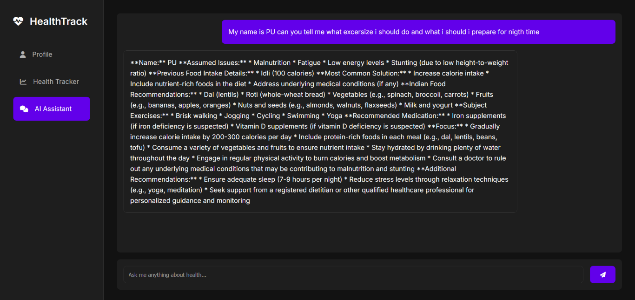 HealthTrack
Profile
Health Tracker
AI Assistant
My name is PU can you tell me what excersize i should do and what i should i prepare for nigth time
**Name:** PU **Assumed Issues:** * Malnutrition * Fatigue * Low energy levels * Stunting (due to low height-to-weight
ratio) **Previous Food Intake Details:** * Idli (100 calories) **Most Common Solution:** * Increase calorie intake *
Include nutrient-rich foods in the diet * Address underlying medical conditions (if any) **Indian Food
Recommendations:** * Dal (lentils) * Roti (whole-wheat bread) * Vegetables (e.g., spinach, broccoli, carrots) * Fruits
(e.g., bananas, apples, oranges) * Nuts and seeds (e.g., almonds, walnuts, flaxseeds) * Milk and yogurt **Subject
Exercises:** * Brisk walking * Jogging * Cycling * Swimming * Yoga **Recommended Medication:** * Iron supplements
(if iron deficiency is suspected) * Vitamin D supplements (if vitamin D deficiency is suspected) **Focus:** * Gradually
increase calorie intake by 200-300 calories per day * Include protein-rich foods in each meal (e.g., dal, lentils, beans,
tofu) * Consume a variety of vegetables and fruits to ensure nutrient intake * Stay hydrated by drinking plenty of water
throughout the day * Engage in regular physical activity to burn calories and boost metabolism * Consult a doctor to rule
out any underlying medical conditions that may be contributing to malnutrition and stunting **Additional
Recommendations:** * Ensure adequate sleep (7-9 hours per night) * Reduce stress levels through relaxation techniques
(e.g., yoga, meditation) * Seek support from a registered dietitian or other qualified healthcare professional for
personalized guidance and monitoring
Ask me anything about health...